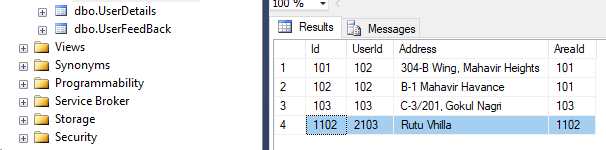 dbo.UserDetails
dbo.UserFeedBack
Views
Synonyms
Programmability
Service Broker
Storage
Security
100 %
Results Messages
Id UserId Address AreaId
1 101 102 304-B Wing, Mahavir Heights 101
2 102 102 B-1 Mahavir Havance 101
3 103 103 C-3/201, Gokul Nagri 103
4 1102 2103 Rutu Vhilla 1102